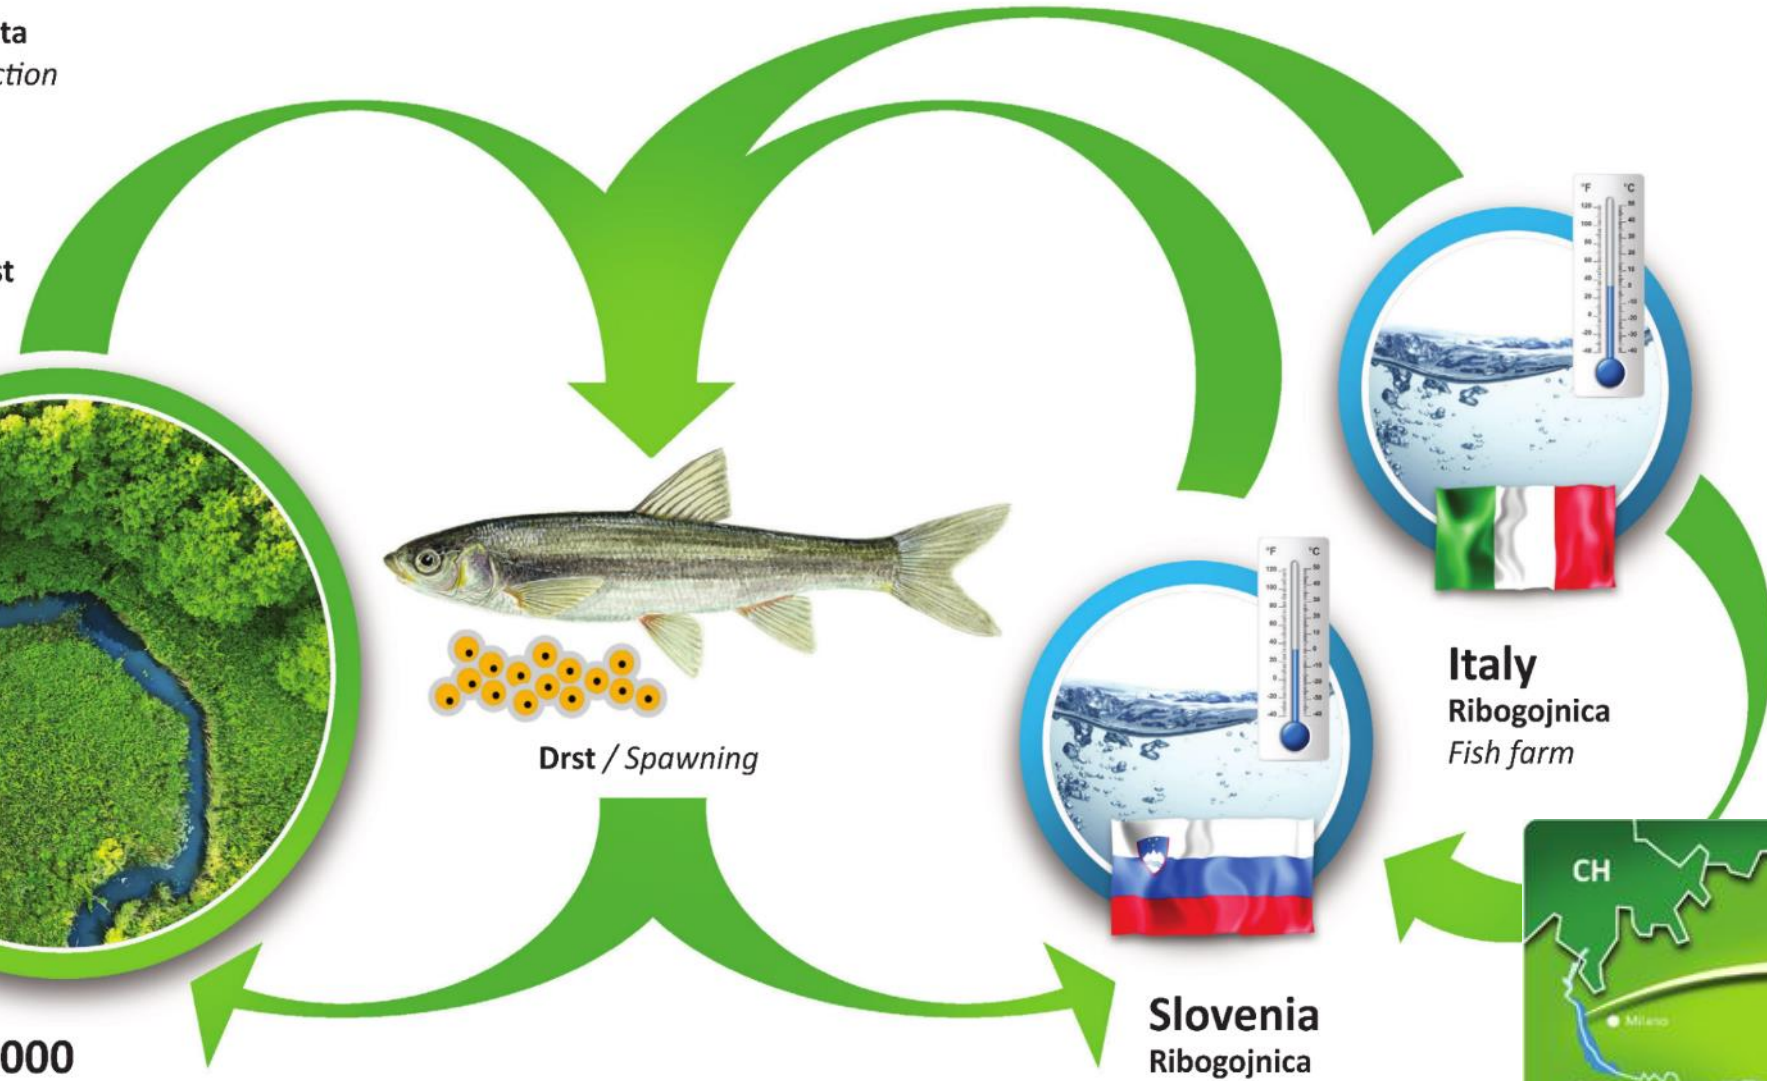 ta
ction
st
°F °C
Drst / Spawning
°F °C
Italy
Ribogojnica
Fish farm
CH
Milano
Slovenia
Ribogojnica
000